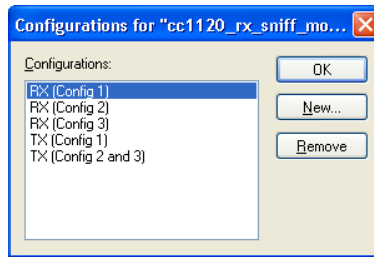 Configurations for "cc1120_rx_sniff_mo...
Configurations:
RX (Config 1)
RX (Config 2)
RX (Config 3)
TX (Config 1)
TX (Config 2 and 3)
OK
New...
Remove